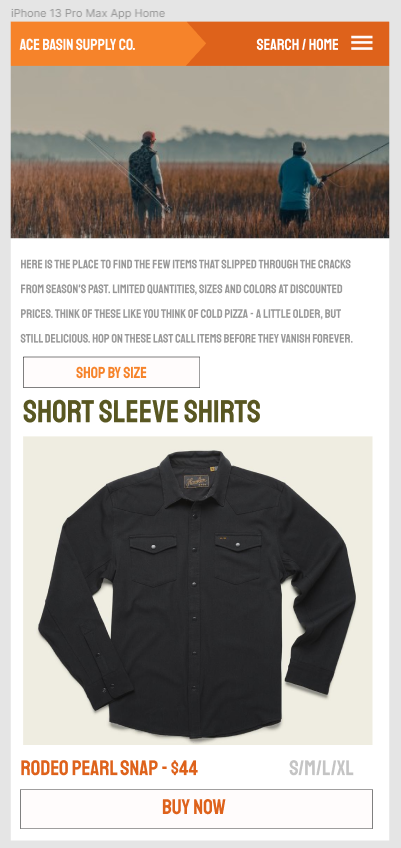 iPhone 13 Pro Max App Home
ACE BASIN SUPPLY CO.
SEARCH / HOME
HERE IS THE PLACE TO FIND THE FEW ITEMS THAT SLIPPED THROUGH THE CRACKS
FROM SEASON'S PAST. LIMITED QUANTITIES, SIZES AND COLORS AT DISCOUNTED
PRICES. THINK OF THESE LIKE YOU THINK OF COLD PIZZA - A LITTLE OLDER, BUT
STILL DELICIOUS. HOP ON THESE LAST CALL ITEMS BEFORE THEY VANISH FOREVER.
SHOP BY SIZE
SHORT SLEEVE SHIRTS
RODEO PEARL SNAP - $44
S/M/L/XL
BUY NOW